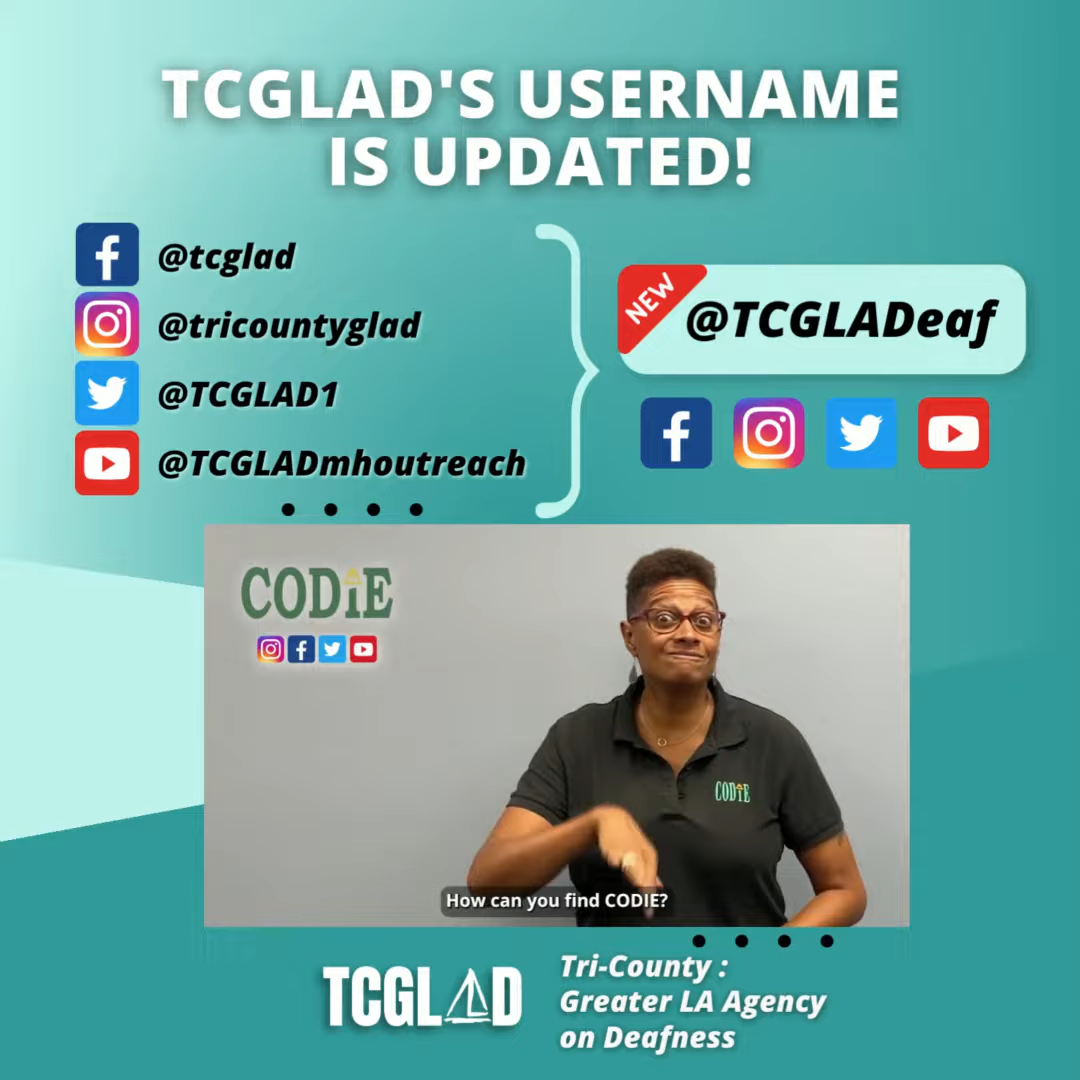 TCGLAD'S USERNAME
IS UPDATED!
@tcglad
@tricountyglad
@TCGLAD1
@TCGLADmhoutreach
NEW
@TCGLADeaf
CODiE
CODiE
How can you find CODIE?
TCGLAD
Tri-County :
Greater LA Agency
on Deafness